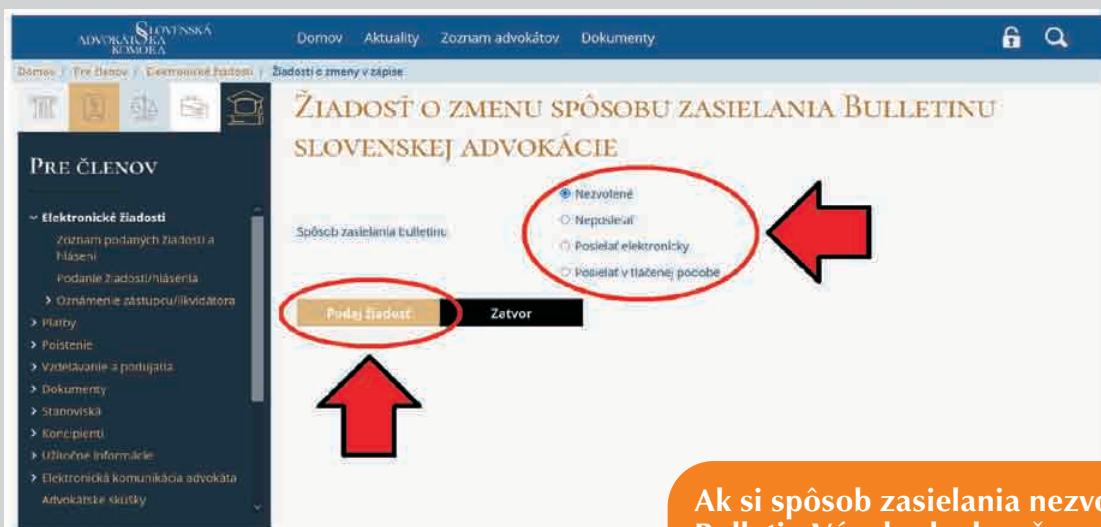 SLOVENSKÁ
ADVOKÁTSKA
KOMORA
Domov Aktuality Zoznam advokátov Dokumenty
Domov / Pre členov / Elektronické žiadosti / Žiadosti o zmeny v zápise
ŽIADOSŤ O ZMENU SPÔSOBU ZASIELANIA BULLETINU
SLOVENSKEJ ADVOKÁCIE
PRE ČLENOV
Elektronické žiadosti
Zoznam podaných žiadostí a
hlásení
Podanie žiadosti/hlásenia
Oznámenie zástupcu/likvidátora
Platby
Poistenie
Vzdelávanie a podujatia
Dokumenty
Stanoviská
Koncipienti
Užitočné informácie
Elektronická komunikácia advokáta
Advokátske skúšky
Spôsob zasielania bulletinu
Nezvolené
Neposielať
Posielať elektronicky
Posielať v tlačenej podobe
Podaj žiadosť Zatvor
Ak si spôsob zasielania nezvo